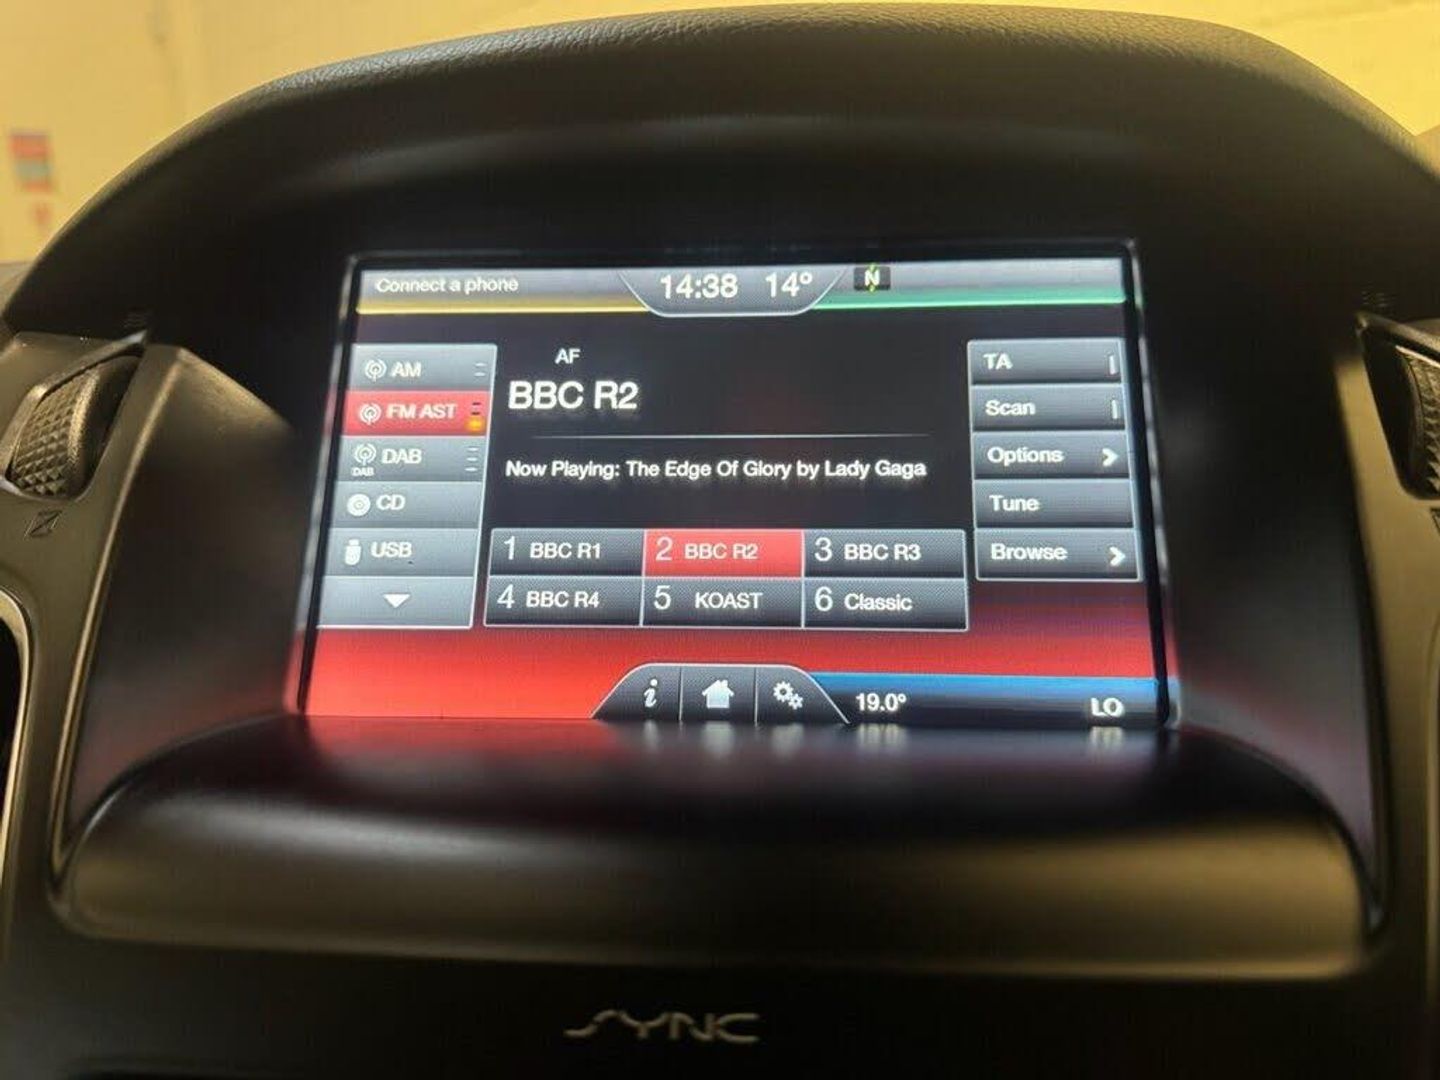 Connect a phone
14:38 14°
N
AM
FM AST
DAB
DAB
CD
USB
AF
BBC R2
Now Playing: The Edge Of Glory by Lady Gaga
1 BBC R1
2 BBC R2
3 BBC R3
4 BBC R4
5 KOAST
6 Classic
TA
Scan
Options
Tune
Browse
i
19.0°
LO
SYNC